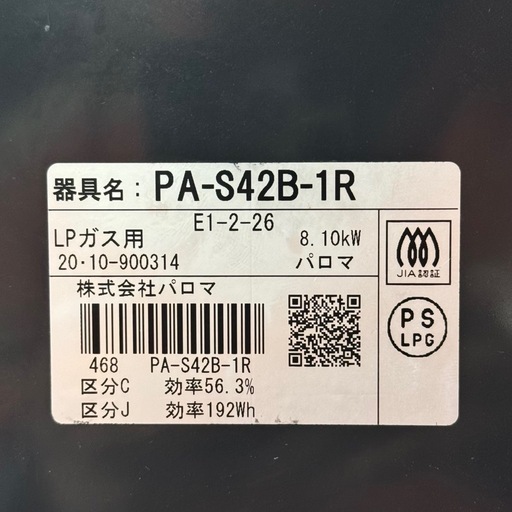 器具名：PA-S42B-1R
E1-2-26
LPガス用 8.10kW
20・10-900314 パロマ
JIA認証
株式会社パロマ
PS
LPG
468 PA-S42B-1R
区分C 効率56.3%
区分J 効率192Wh